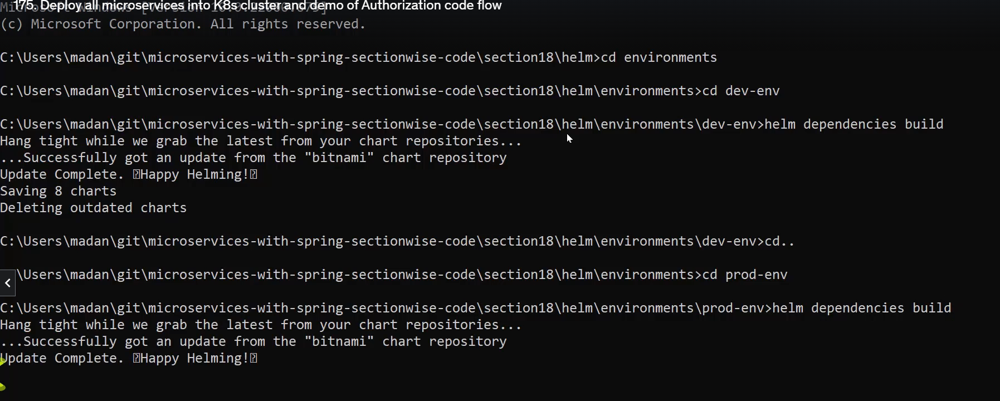 175. Deploy all microservices into K8s cluster and demo of Authorization code flow
(c) Microsoft Corporation. All rights reserved.
C:\Users\madan\git\microservices-with-spring-sectionwise-code\section18\helm>cd environments
C:\Users\madan\git\microservices-with-spring-sectionwise-code\section18\helm\environments>cd dev-env
C:\Users\madan\git\microservices-with-spring-sectionwise-code\section18\helm\environments\dev-env>helm dependencies build
Hang tight while we grab the latest from your chart repositories...
...Successfully got an update from the "bitnami" chart repository
Update Complete. Happy Helming!
Saving 8 charts
Deleting outdated charts
C:\Users\madan\git\microservices-with-spring-sectionwise-code\section18\helm\environments\dev-env>cd..
\Users\madan\git\microservices-with-spring-sectionwise-code\section18\helm\environments>cd prod-env
C:\Users\madan\git\microservices-with-spring-sectionwise-code\section18\helm\environments\prod-env>helm dependencies build
Hang tight while we grab the latest from your chart repositories...
...Successfully got an update from the "bitnami" chart repository
Update Complete. Happy Helming!